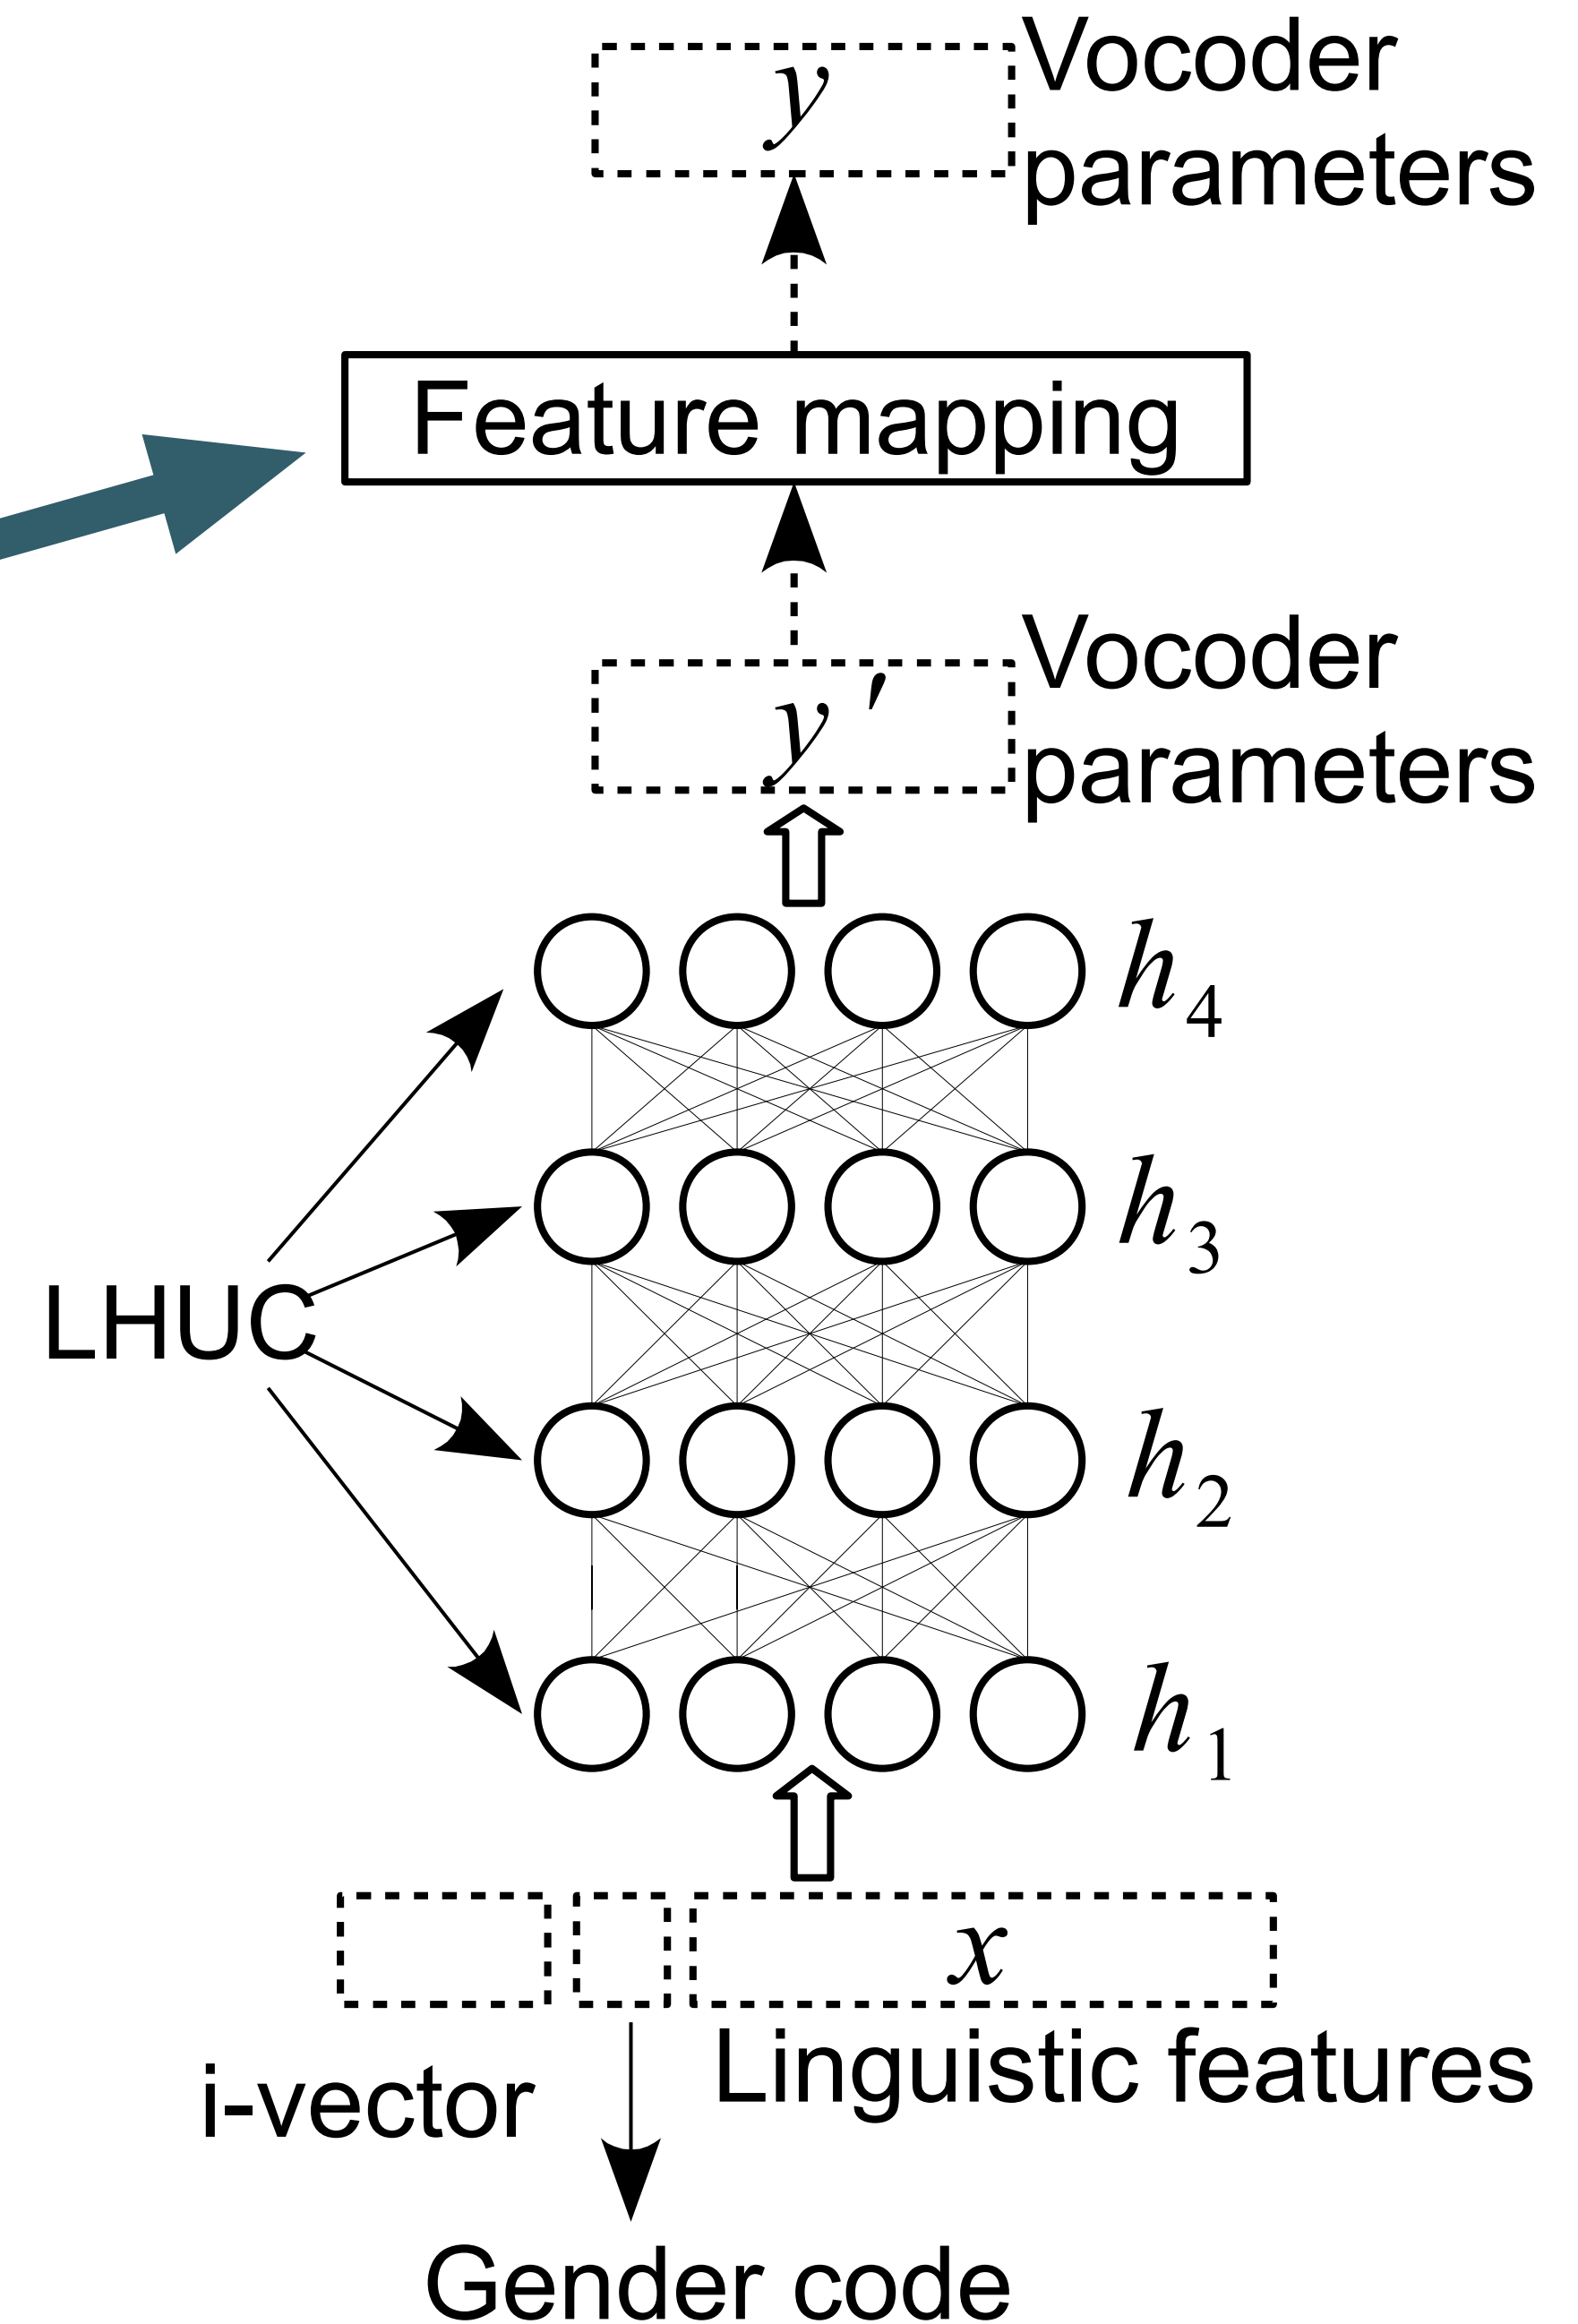 y
Vocoder
parameters
Feature mapping
y′
Vocoder
parameters
h4
h3
LHUC
h2
h1
x
i-vector
Linguistic features
Gender code